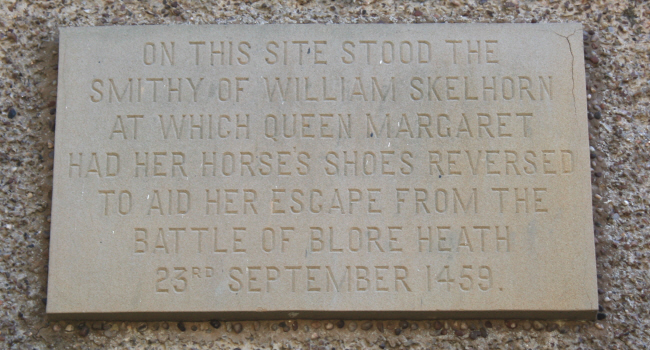 ON THIS SITE STOOD THE
SMITHY OF WILLIAM SKELHORN
AT WHICH QUEEN MARGARET
HAD HER HORSE'S SHOES REVERSED
TO AID HER ESCAPE FROM THE
BATTLE OF BLORE HEATH
23RD SEPTEMBER 1459.